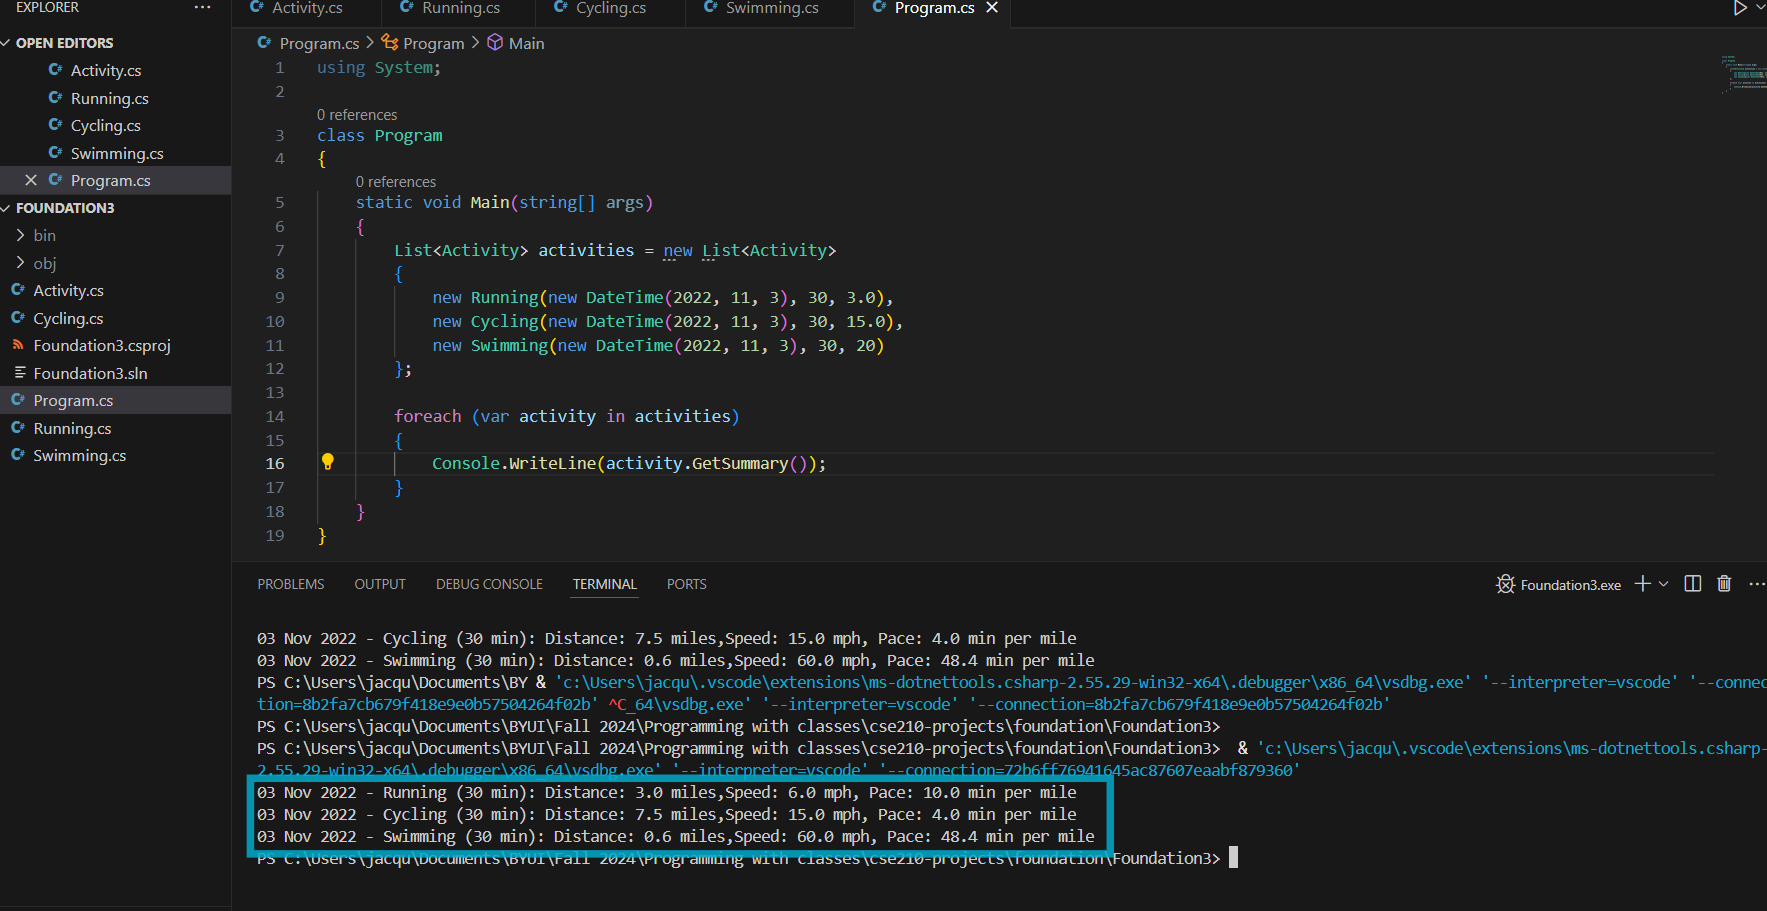 EXPLORER
Activity.cs Running.cs Cycling.cs Swimming.cs Program.cs
OPEN EDITORS
Activity.cs
Running.cs
Cycling.cs
Swimming.cs
Program.cs
FOUNDATION3
bin
obj
Activity.cs
Cycling.cs
Foundation3.csproj
Foundation3.sln
Program.cs
Running.cs
Swimming.cs
Program.cs > Program > Main
1 using System;
2
0 references
3 class Program
4 {
0 references
5 static void Main(string[] args)
6 {
7 List<Activity> activities = new List<Activity>
8 {
9 new Running(new DateTime(2022, 11, 3), 30, 3.0),
10 new Cycling(new DateTime(2022, 11, 3), 30, 15.0),
11 new Swimming(new DateTime(2022, 11, 3), 30, 20)
12 };
13
14 foreach (var activity in activities)
15 {
16 Console.WriteLine(activity.GetSummary());
17 }
18 }
19 }
PROBLEMS OUTPUT DEBUG CONSOLE TERMINAL PORTS Foundation3.exe
03 Nov 2022 - Cycling (30 min): Distance: 7.5 miles,Speed: 15.0 mph, Pace: 4.0 min per mile
03 Nov 2022 - Swimming (30 min): Distance: 0.6 miles,Speed: 60.0 mph, Pace: 48.4 min per mile
PS C:\Users\jacqu\Documents\BY & 'c:\Users\jacqu\.vscode\extensions\ms-dotnettools.csharp-2.55.29-win32-x64\.debugger\x86_64\vsdbg.exe' '--interpreter=vscode' '--connec
tion=8b2fa7cb679f418e9e0b57504264f02b' ^C_64\vsdbg.exe' '--interpreter=vscode' '--connection=8b2fa7cb679f418e9e0b57504264f02b'
PS C:\Users\jacqu\Documents\BYUI\Fall 2024\Programming with classes\cse210-projects\foundation\Foundation3>
PS C:\Users\jacqu\Documents\BYUI\Fall 2024\Programming with classes\cse210-projects\foundation\Foundation3> & 'c:\Users\jacqu\.vscode\extensions\ms-dotnettools.csharp-
2.55.29-win32-x64\.debugger\x86_64\vsdbg.exe' '--interpreter=vscode' '--connection=72b6ff76941645ac87607eaabf879360'
03 Nov 2022 - Running (30 min): Distance: 3.0 miles,Speed: 6.0 mph, Pace: 10.0 min per mile
03 Nov 2022 - Cycling (30 min): Distance: 7.5 miles,Speed: 15.0 mph, Pace: 4.0 min per mile
03 Nov 2022 - Swimming (30 min): Distance: 0.6 miles,Speed: 60.0 mph, Pace: 48.4 min per mile
PS C:\Users\jacqu\Documents\BYUI\Fall 2024\Programming with classes\cse210-projects\foundation\Foundation3>